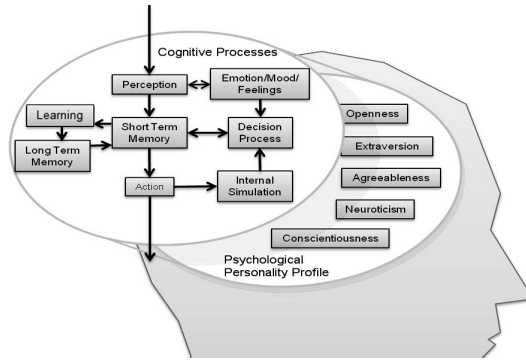 Cognitive Processes
Perception
Emotion/Mood/
Feelings
Learning
Short Term
Memory
Decision
Process
Long Term
Memory
Action
Internal
Simulation
Openness
Extraversion
Agreeableness
Neuroticism
Conscientiousness
Psychological
Personality Profile